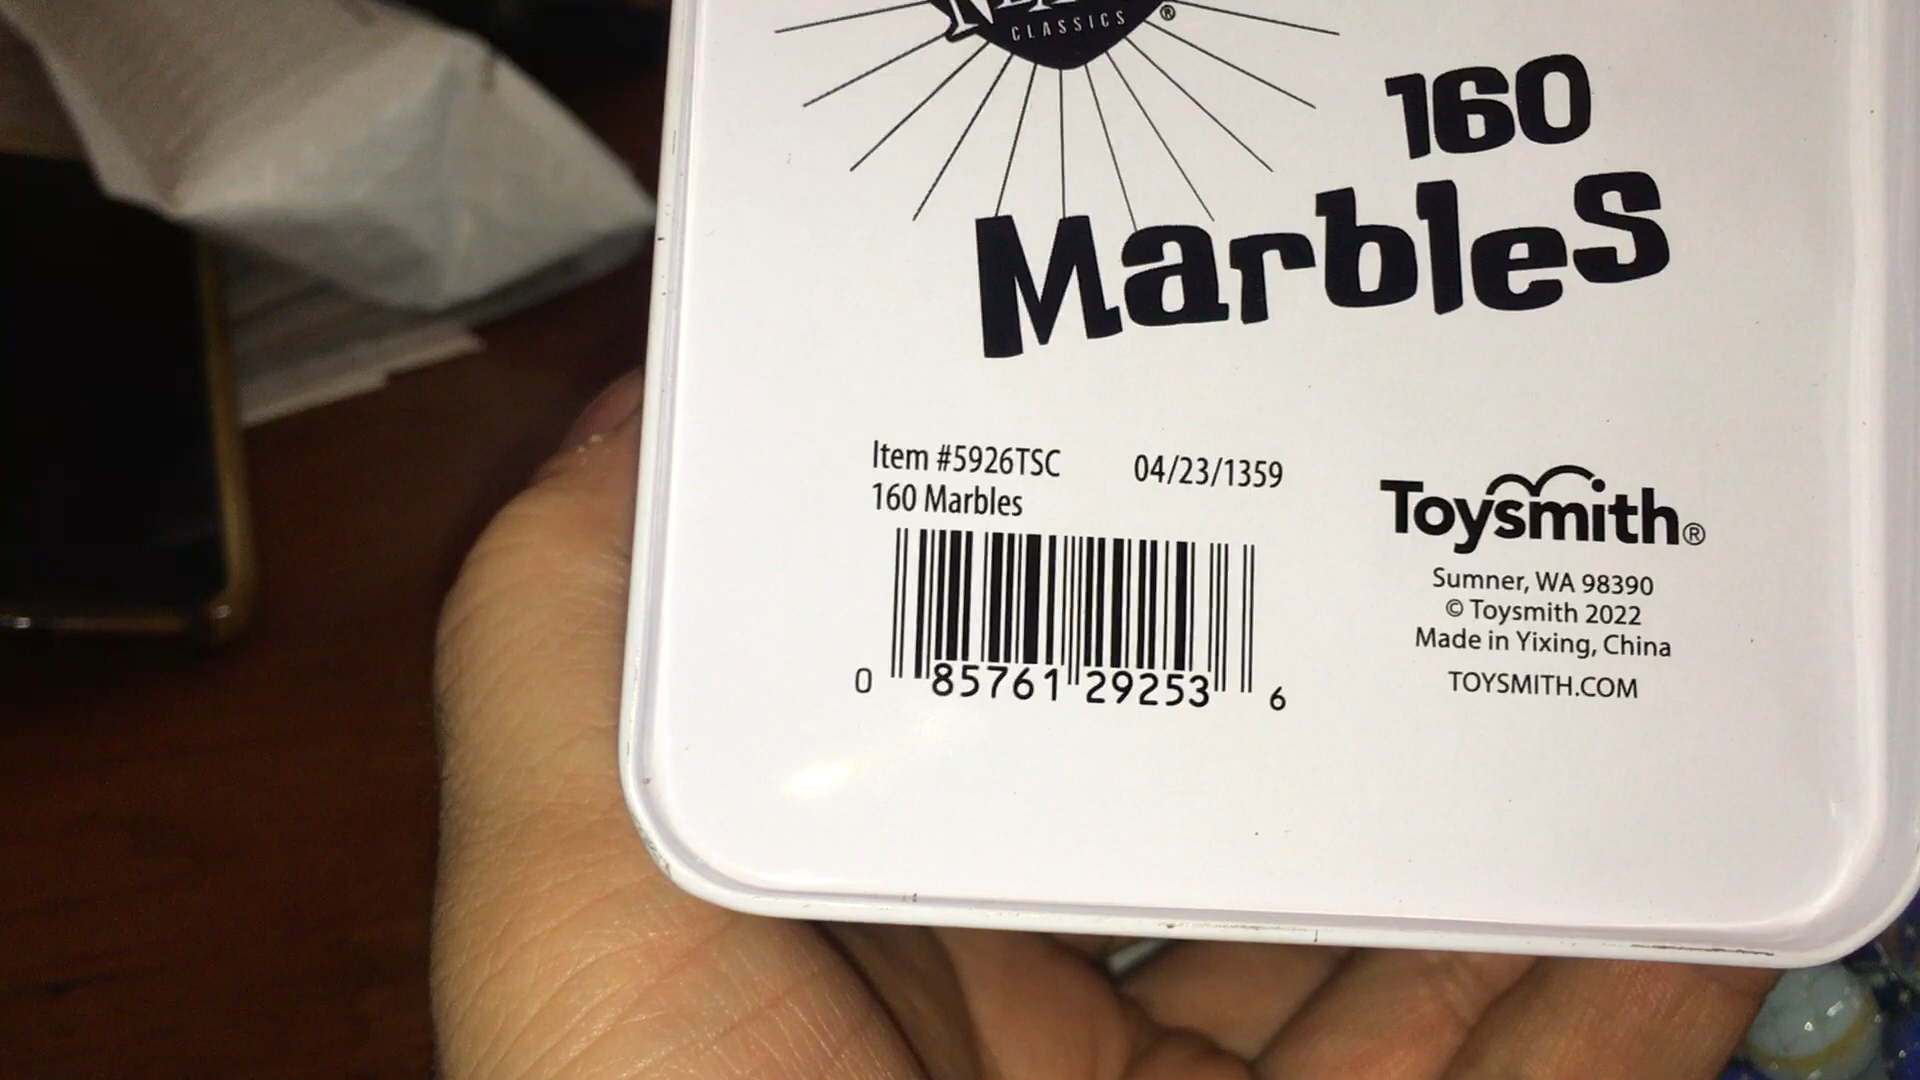 CLASSICS ®
160
Marbles
Item #5926TSC 04/23/1359
160 Marbles
0 85761 29253 6
Toysmith®
Sumner, WA 98390
© Toysmith 2022
Made in Yixing, China
TOYSMITH.COM